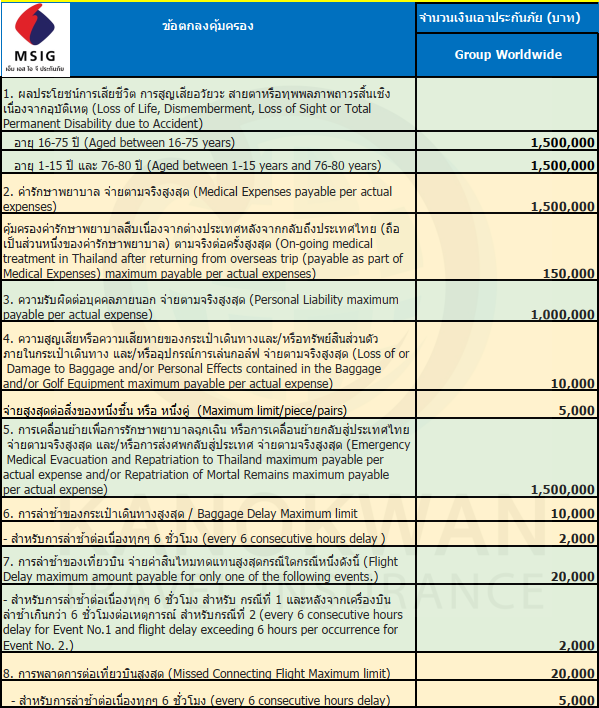 MSIG
เอ็ม เอส ไอ จี ประกันภัย
ข้อตกลงคุ้มครอง
จำนวนเงินเอาประกันภัย (บาท)
Group Worldwide
1. ผลประโยชน์การเสียชีวิต การสูญเสียอวัยวะ สายตาหรือทุพพลภาพถาวรสิ้นเชิง
เนื่องจากอุบัติเหตุ (Loss of Life, Dismemberment, Loss of Sight or Total
Permanent Disability due to Accident)
อายุ 16-75 ปี (Aged between 16-75 years)
1,500,000
อายุ 1-15 ปี และ 76-80 ปี (Aged between 1-15 years and 76-80 years)
1,500,000
2. ค่ารักษาพยาบาล จ่ายตามจริงสูงสุด (Medical Expenses payable per actual
expenses)
1,500,000
คุ้มครองค่ารักษาพยาบาลสืบเนื่องจากต่างประเทศหลังจากกลับถึงประเทศไทย (ถือ
เป็นส่วนหนึ่งของค่ารักษาพยาบาล) ตามจริงต่อครั้งสูงสุด (On-going medical
treatment in Thailand after returning from overseas trip (payable as part of
Medical Expenses) maximum payable per actual expenses)
150,000
3. ความรับผิดต่อบุคคลภายนอก จ่ายตามจริงสูงสุด (Personal Liability maximum
payable per actual expense)
1,000,000
4. ความสูญเสียหรือความเสียหายของกระเป๋าเดินทางและ/หรือทรัพย์สินส่วนตัว
ภายในกระเป๋าเดินทาง และ/หรืออุปกรณ์การเล่นกอล์ฟ จ่ายตามจริงสูงสุด (Loss of or
Damage to Baggage and/or Personal Effects contained in the Baggage
and/or Golf Equipment maximum payable per actual expense)
10,000
จ่ายสูงสุดต่อสิ่งของหนึ่งชิ้น หรือ หนึ่งคู่ (Maximum limit/piece/pairs)
5,000
5. การเคลื่อนย้ายเพื่อการรักษาพยาบาลฉุกเฉิน หรือการเคลื่อนย้ายกลับสู่ประเทศไทย
จ่ายตามจริงสูงสุด และ/หรือการส่งศพกลับสู่ประเทศ จ่ายตามจริงสูงสุด (Emergency
Medical Evacuation and Repatriation to Thailand maximum payable per
actual expense and/or Repatriation of Mortal Remains maximum payable
per actual expense)
1,500,000
6. การล่าช้าของกระเป๋าเดินทางสูงสุด / Baggage Delay Maximum limit
10,000
- สำหรับการล่าช้าต่อเนื่องทุกๆ 6 ชั่วโมง (every 6 consecutive hours delay )
2,000
7. การล่าช้าของเที่ยวบิน จ่ายค่าสินไหมทดแทนสูงสุดกรณีใดกรณีหนึ่งดังนี้ (Flight
Delay maximum amount payable for only one of the following events.)
20,000
- สำหรับการล่าช้าต่อเนื่องทุกๆ 6 ชั่วโมง สำหรับ กรณีที่ 1 และหลังจากเครื่องบิน
ล่าช้าเกินกว่า 6 ชั่วโมงต่อเหตุการณ์ สำหรับกรณีที่ 2 (every 6 consecutive hours
delay for Event No.1 and flight delay exceeding 6 hours per occurrence for
Event No. 2.)
2,000
8. การพลาดการต่อเที่ยวบินสูงสุด (Missed Connecting Flight Maximum limit)
20,000
- สำหรับการล่าช้าต่อเนื่องทุกๆ 6 ชั่วโมง (every 6 consecutive hours delay)
5,000
KANOKWAN
INSURANCE